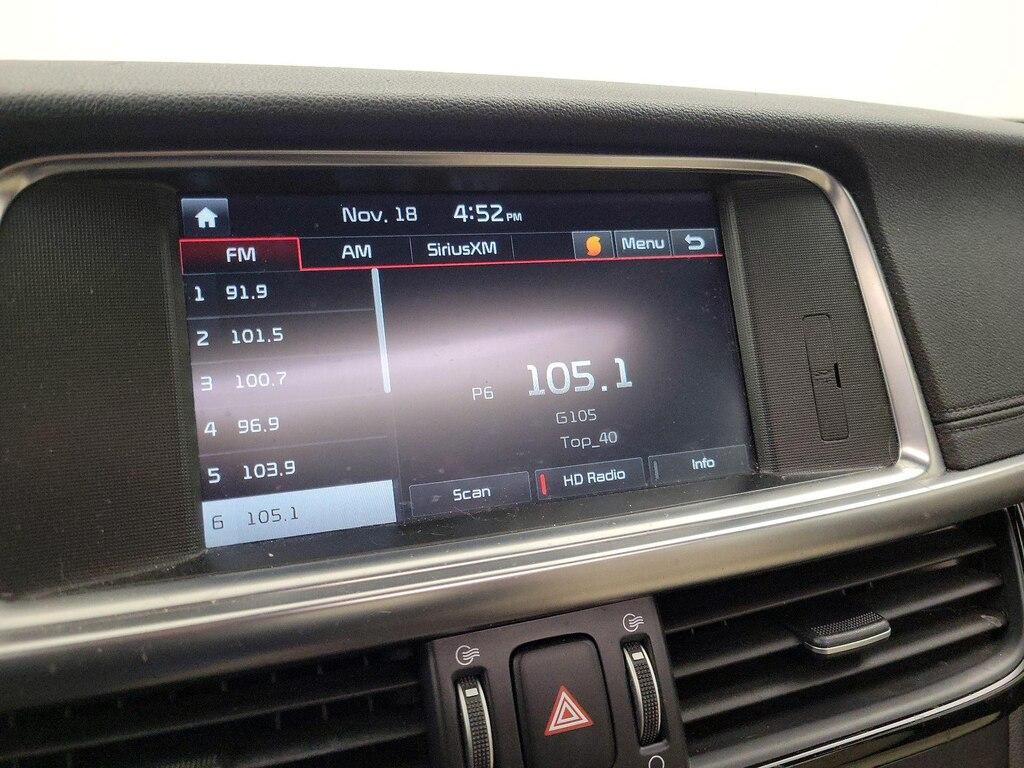 Nov. 18 4:52 PM
FM AM SiriusXM Menu
1 91.9
2 101.5
3 100.7
4 96.9
5 103.9
6 105.1
P6 105.1
G105
Top_40
Scan HD Radio Info